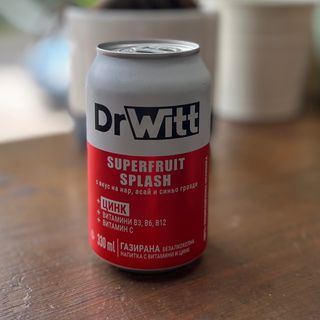 DrWitt
SUPERFRUIT
SPLASH
с вкус на нар, асай и синьо грозде
+ ЦИНК
+ ВИТАМИНИ B3, B6, B12
+ ВИТАМИН C
330 ml
ГАЗИРАНА БЕЗАЛКОХОЛНА
НАПИТКА С ВИТАМИНИ И ЦИНК